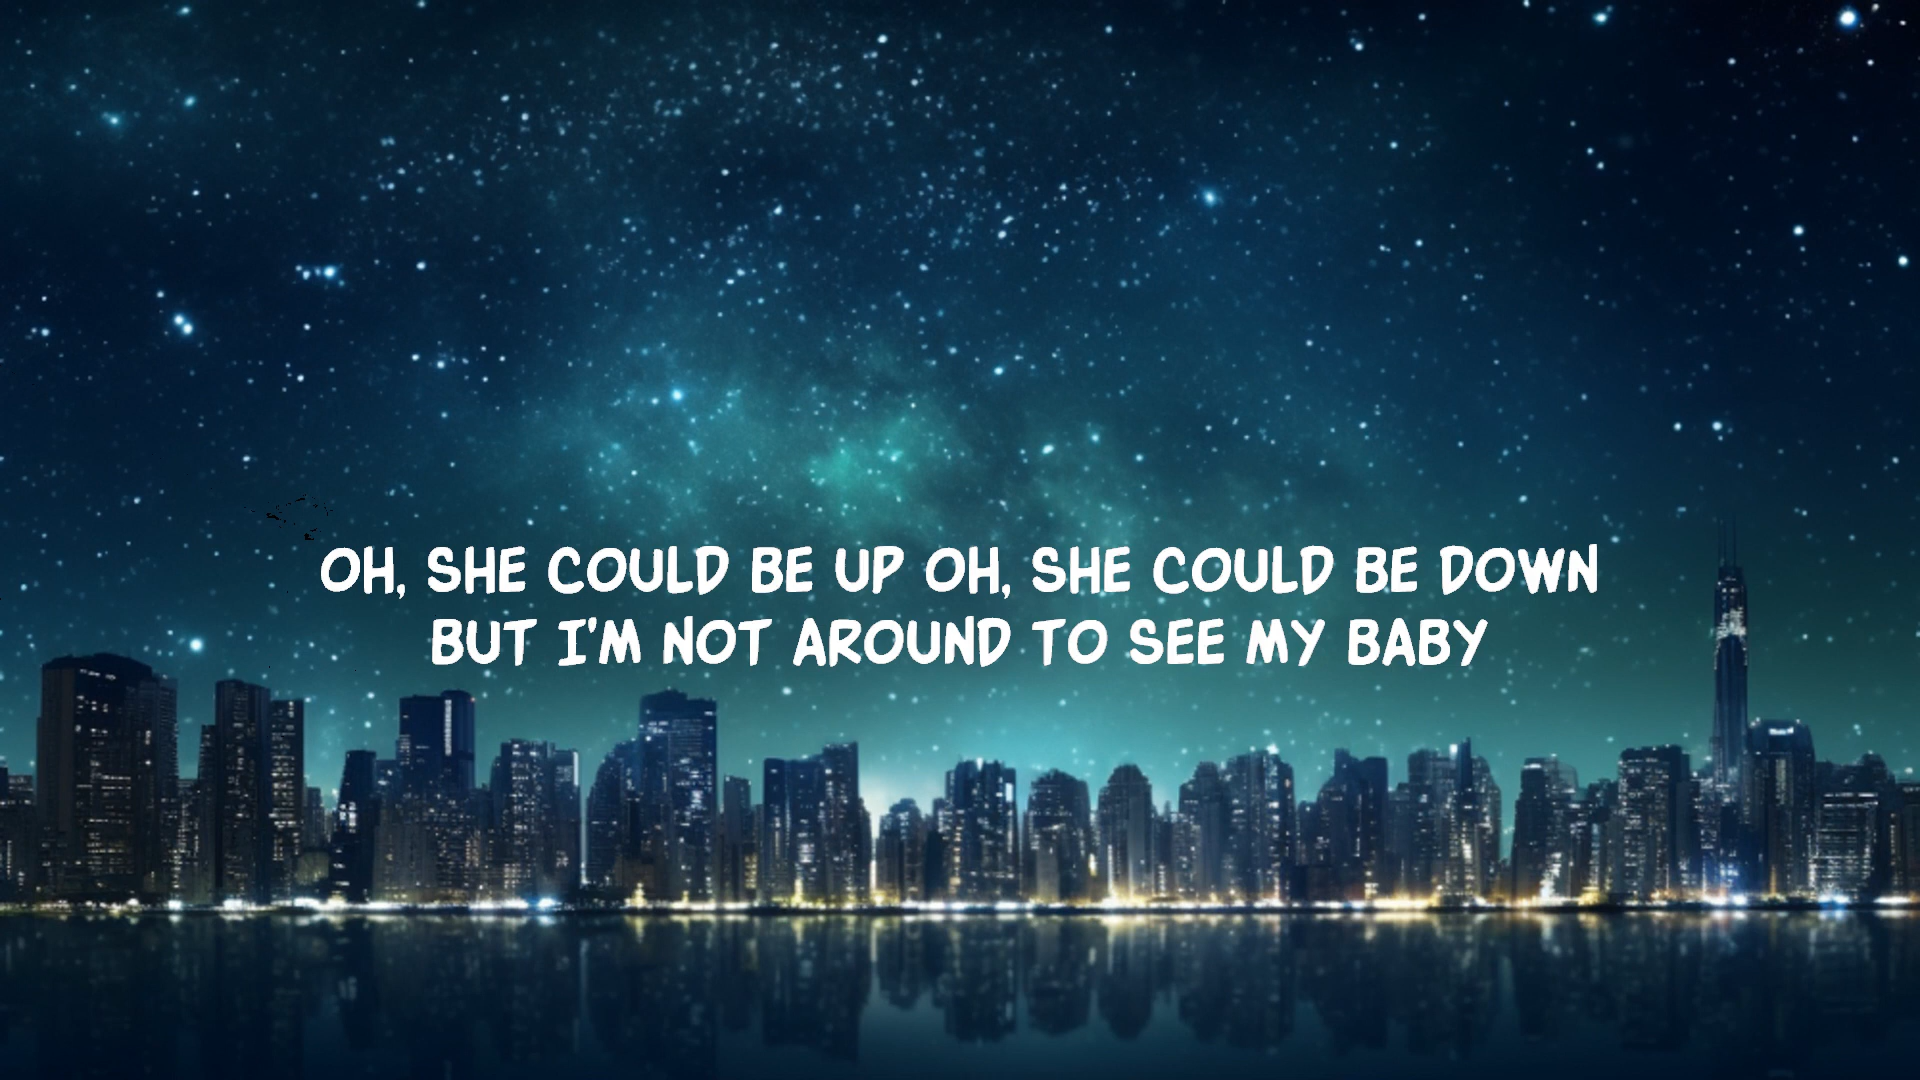 OH, SHE COULD BE UP OH, SHE COULD BE DOWN
BUT I'M NOT AROUND TO SEE MY BABY